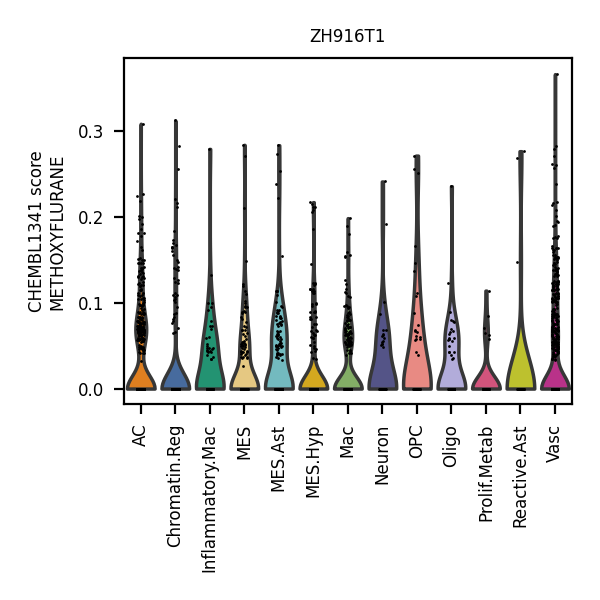 ZH916T1
CHEMBL1341 score
METHOXYFLURANE
0.3
0.2
0.1
0.0
AC
Chromatin.Reg
Inflammatory.Mac
MES
MES.Ast
MES.Hyp
Mac
Neuron
OPC
Oligo
Prolif.Metab
Reactive.Ast
Vasc